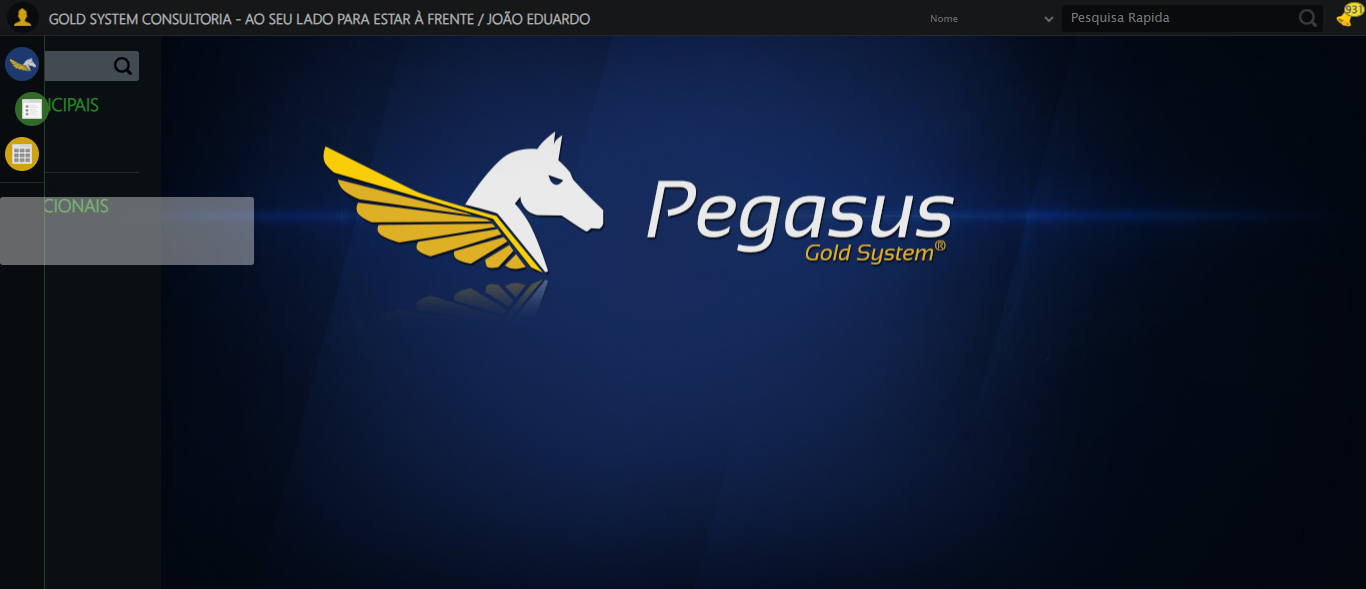 GOLD SYSTEM CONSULTORIA - AO SEU LADO PARA ESTAR À FRENTE / JOÃO EDUARDO
Nome
Pesquisa Rapida
931
NCIPAIS
CIONAIS
Pegasus
Gold System®